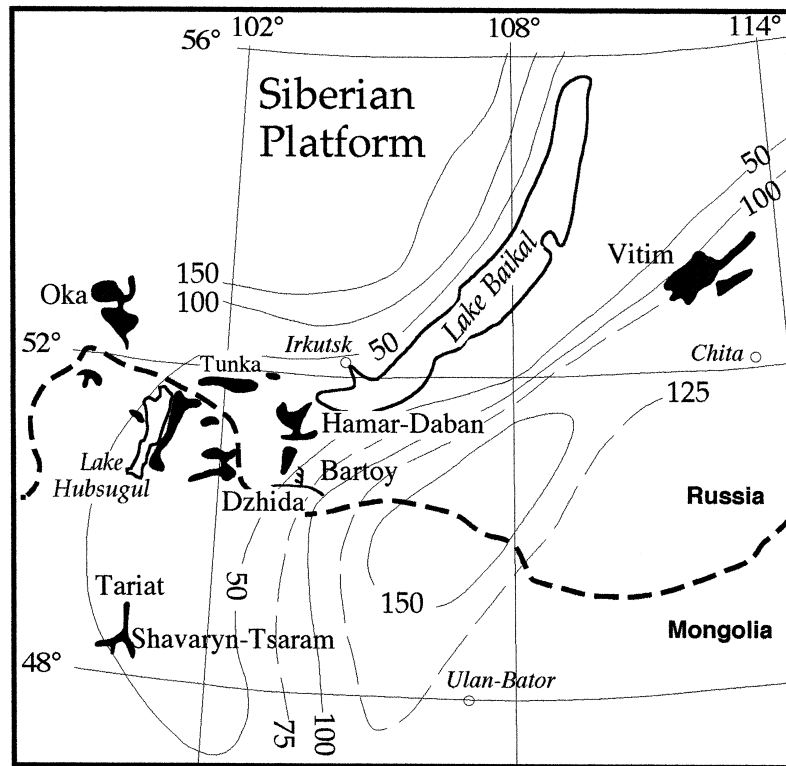 102°
108°
114°
56°
Siberian
Platform
50
100
150
100
Vitim
Oka
Lake Baikal
52°
Irkutsk
50
Chita
Tunka
125
Hamar-Daban
Lake
Hubsugul
Bartoy
Dzhida
Russia
Tariat
50
150
Shavaryn-Tsaram
Mongolia
48°
Ulan-Bator
75
100